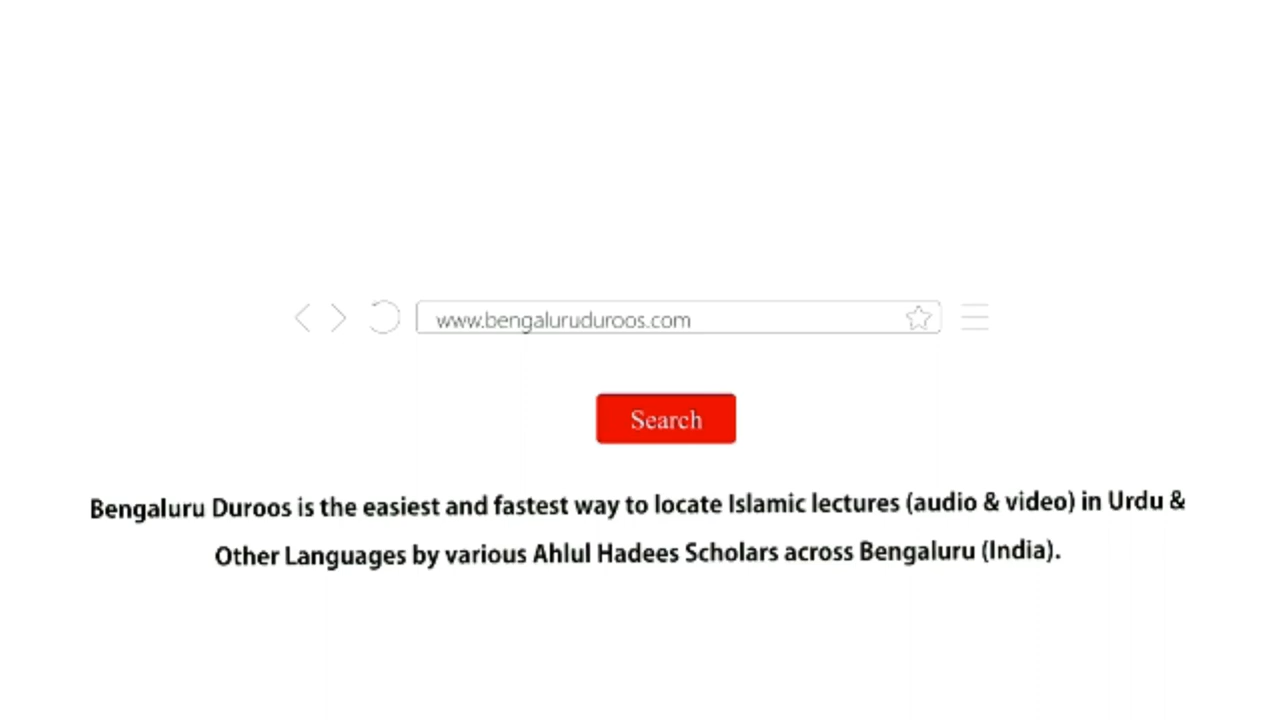 www.bengaluruduroos.com
Search
Bengaluru Duroos is the easiest and fastest way to locate Islamic lectures (audio & video) in Urdu &
Other Languages by various Ahlul Hadees Scholars across Bengaluru (India).